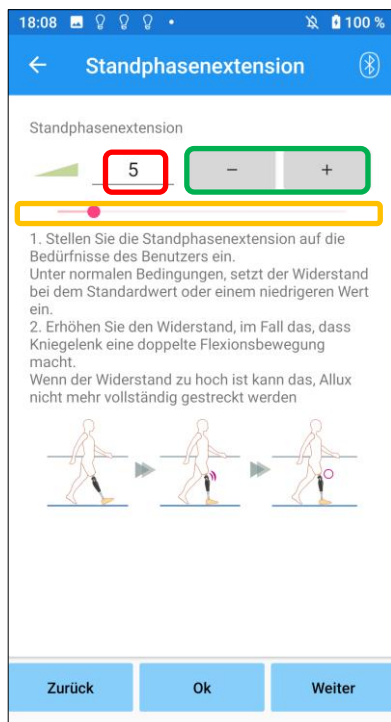 18:08 100 %
Standphasenextension
Standphasenextension
5 − +
1. Stellen Sie die Standphasenextension auf die
Bedürfnisse des Benutzers ein.
Unter normalen Bedingungen, setzt der Widerstand
bei dem Standardwert oder einem niedrigeren Wert
ein.
2. Erhöhen Sie den Widerstand, im Fall das, dass
Kniegelenk eine doppelte Flexionsbewegung
macht.
Wenn der Widerstand zu hoch ist kann das, Allux
nicht mehr vollständig gestreckt werden
Zurück Ok Weiter